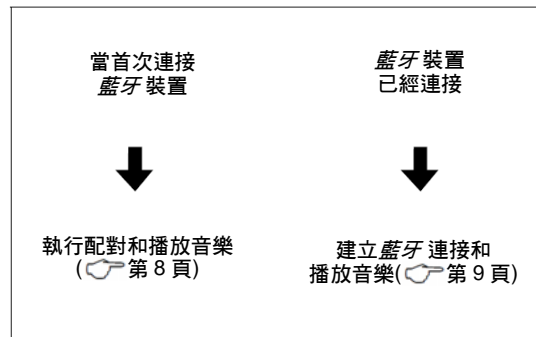 當首次連接
藍牙 裝置
執行配對和播放音樂
(第 8 頁)
藍牙 裝置
已經連接
建立藍牙 連接和
播放音樂(第 9 頁)